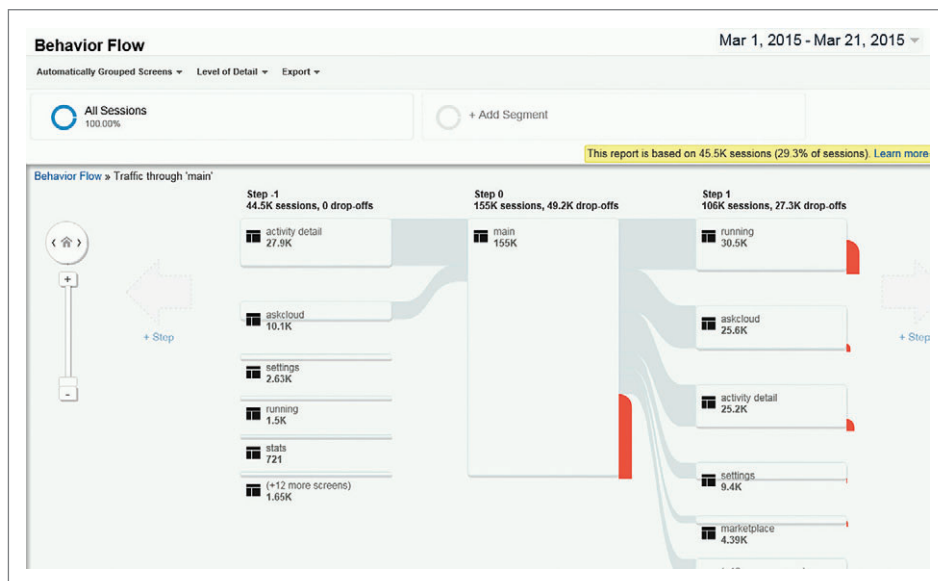 Behavior Flow
Mar 1, 2015 - Mar 21, 2015
Automatically Grouped Screens Level of Detail Export
All Sessions
100.00%
+ Add Segment
This report is based on 45.5K sessions (29.3% of sessions). Learn more
Behavior Flow » Traffic through 'main'
Step -1
44.5K sessions, 0 drop-offs
activity detail
27.9K
askcloud
10.1K
settings
2.63K
running
1.5K
stats
721
(+12 more screens)
1.65K
+ Step
Step 0
155K sessions, 49.2K drop-offs
main
155K
Step 1
106K sessions, 27.3K drop-offs
running
30.5K
askcloud
25.6K
activity detail
25.2K
settings
9.4K
marketplace
4.39K
+ Step